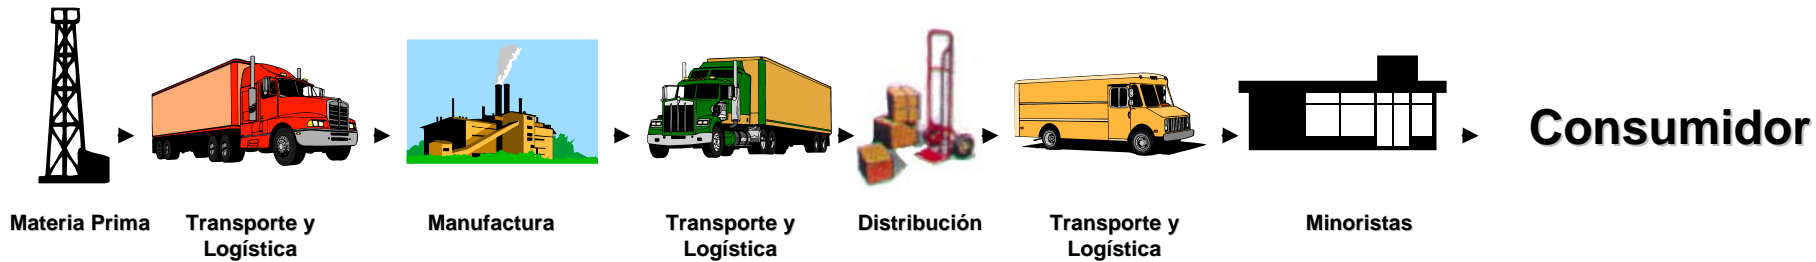 Consumidor
Materia Prima
Transporte y
Logística
Manufactura
Transporte y
Logística
Distribución
Transporte y
Logística
Minoristas